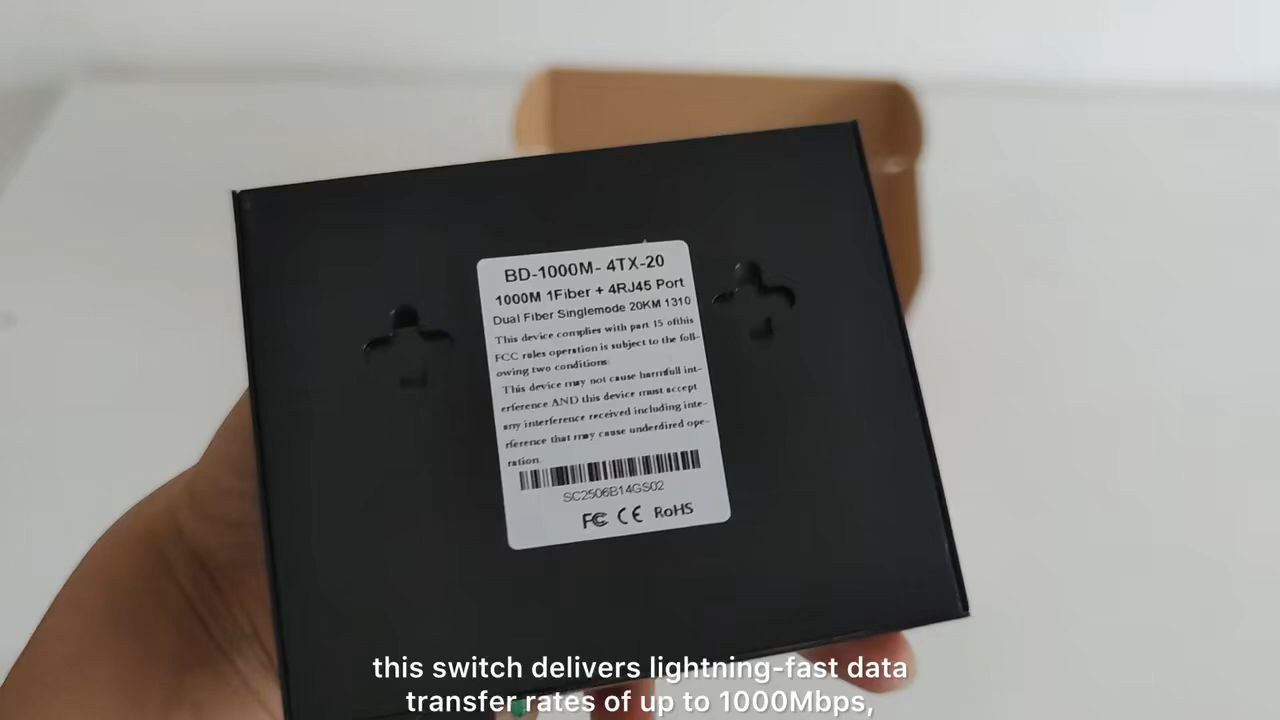 BD-1000M- 4TX-20
1000M 1Fiber + 4RJ45 Port
Dual Fiber Singlemode 20KM 1310
This device complies with part 15 ofthis
FCC rules operation is subject to the foll-
owing two conditions:
This device may not cause harmfull int-
erference AND this device must accept
any interference received including inte-
rference that may cause underdired ope-
ration.
SC2506B14GS02
FC CE RoHS
this switch delivers lightning-fast data
transfer rates of up to 1000Mbps,